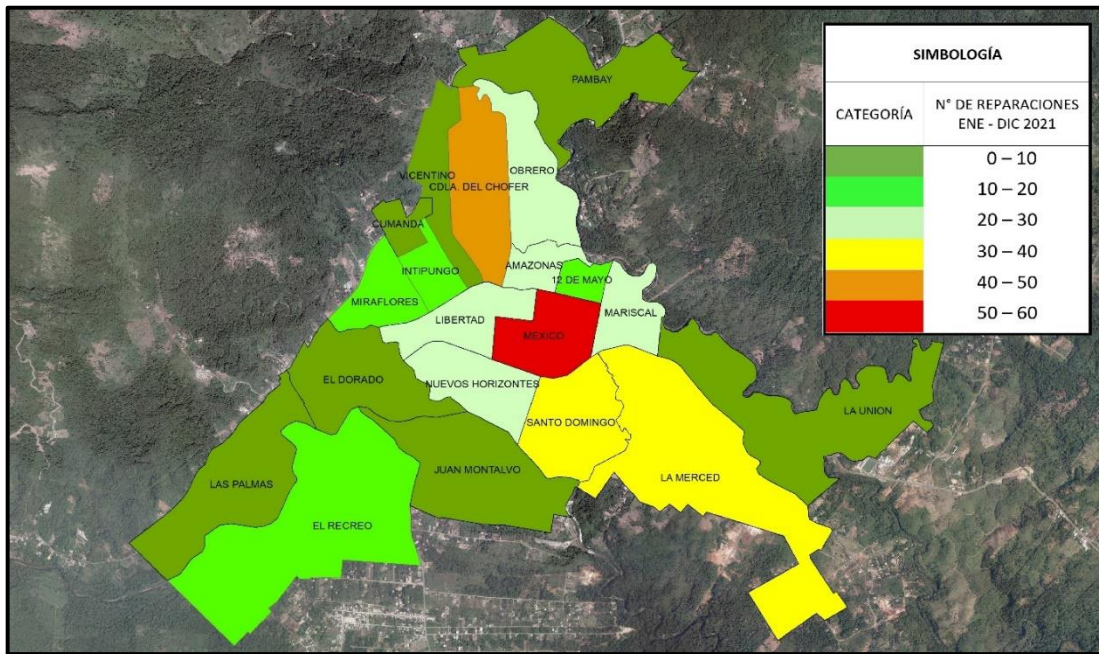 SIMBOLOGÍA
CATEGORÍA
N° DE REPARACIONES
ENE - DIC 2021
0 – 10
10 – 20
20 – 30
30 – 40
40 – 50
50 – 60
PAMBAY
OBRERO
VICENTINO
CDLA. DEL CHOFER
CUMANDA
AMAZONAS
INTIPUNGO
12 DE MAYO
MIRAFLORES
MARISCAL
LIBERTAD
MEXICO
EL DORADO
NUEVOS HORIZONTES
LA UNION
SANTO DOMINGO
JUAN MONTALVO
LA MERCED
LAS PALMAS
EL RECREO